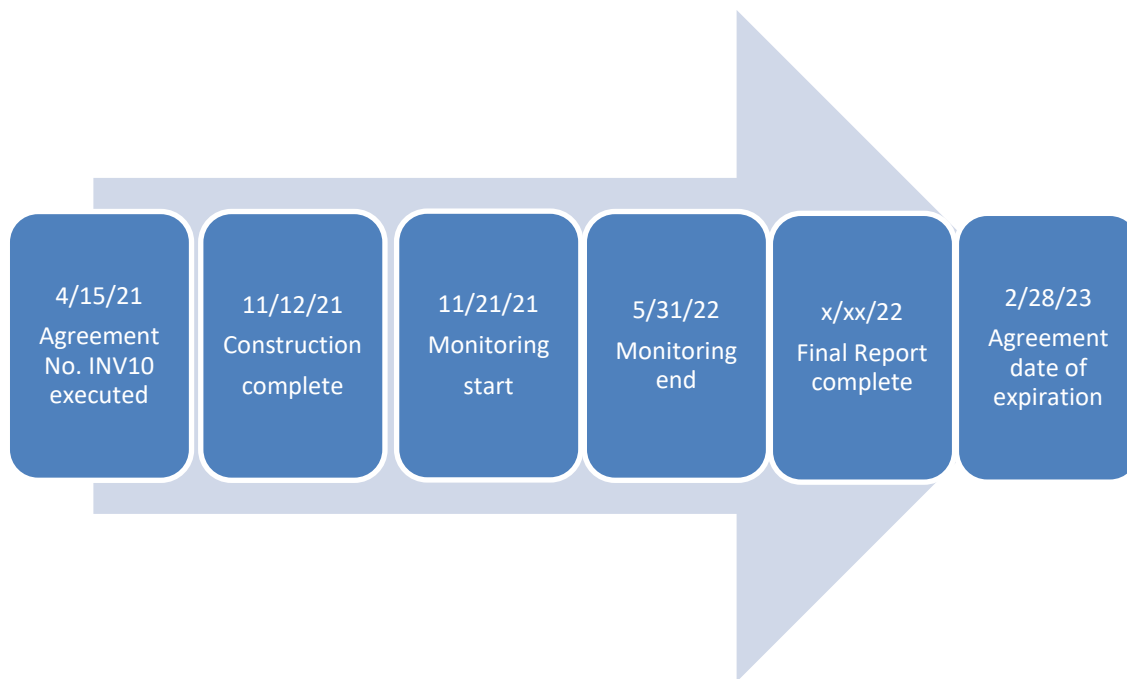 4/15/21
Agreement
No. INV10
executed
11/12/21
Construction
complete
11/21/21
Monitoring
start
5/31/22
Monitoring
end
x/xx/22
Final Report
complete
2/28/23
Agreement
date of
expiration